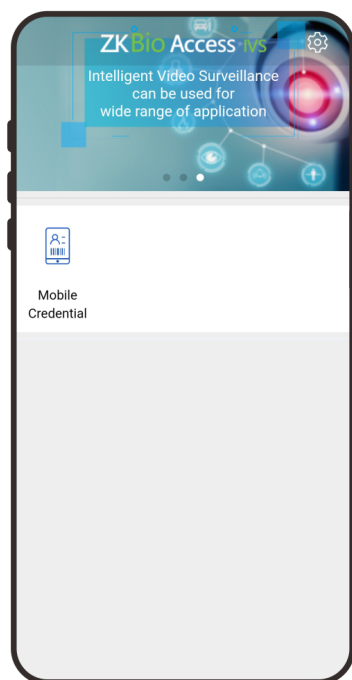 ZKBio Access IVS
Intelligent Video Surveillance
can be used for
wide range of application
Mobile
Credential